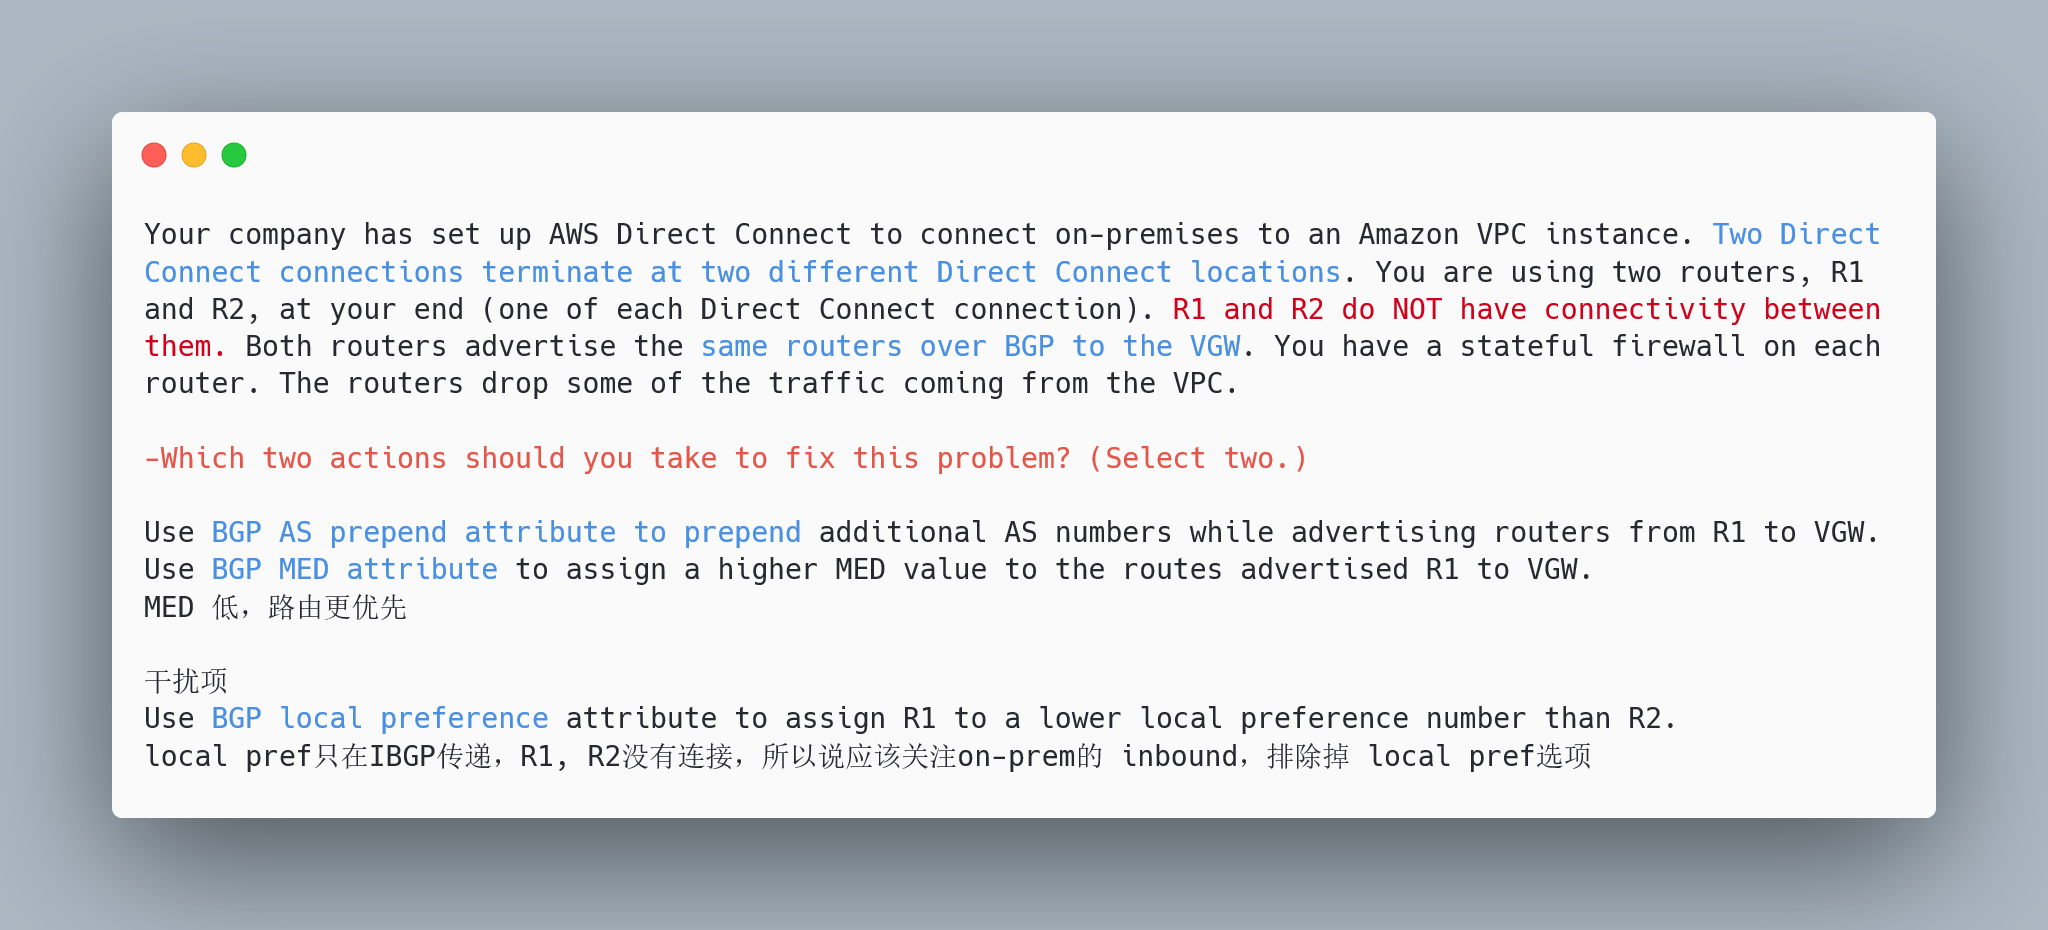 Your company has set up AWS Direct Connect to connect on-premises to an Amazon VPC instance. Two Direct
Connect connections terminate at two different Direct Connect locations. You are using two routers, R1
and R2, at your end (one of each Direct Connect connection). R1 and R2 do NOT have connectivity between
them. Both routers advertise the same routers over BGP to the VGW. You have a stateful firewall on each
router. The routers drop some of the traffic coming from the VPC.
-Which two actions should you take to fix this problem? (Select two.)
Use BGP AS prepend attribute to prepend additional AS numbers while advertising routers from R1 to VGW.
Use BGP MED attribute to assign a higher MED value to the routes advertised R1 to VGW.
MED 低，路由更优先
干扰项
Use BGP local preference attribute to assign R1 to a lower local preference number than R2.
local pref只在IBGP传递，R1, R2没有连接，所以说应该关注on-prem的 inbound，排除掉 local pref选项